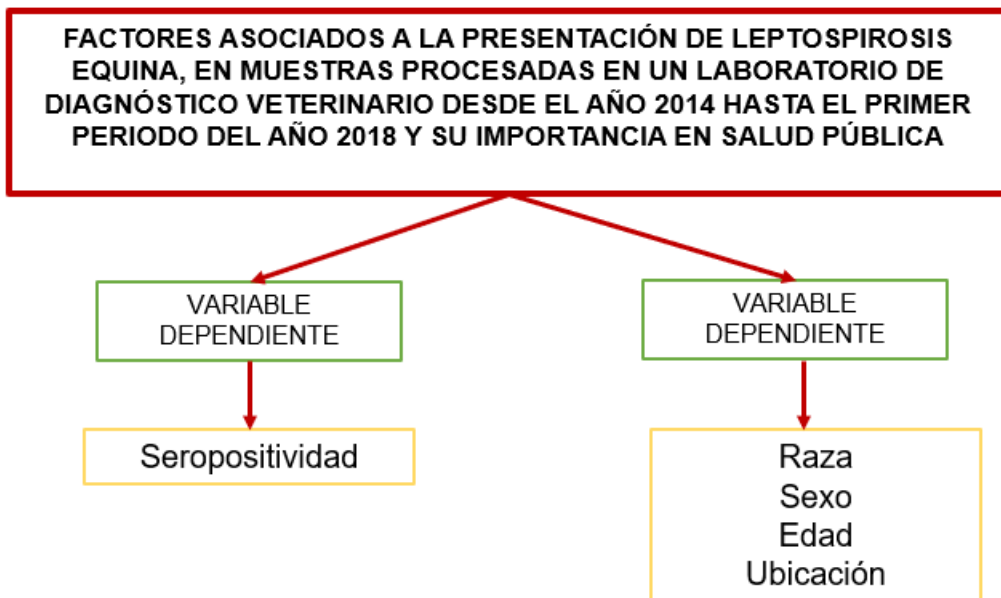 FACTORES ASOCIADOS A LA PRESENTACIÓN DE LEPTOSPIROSIS
EQUINA, EN MUESTRAS PROCESADAS EN UN LABORATORIO DE
DIAGNÓSTICO VETERINARIO DESDE EL AÑO 2014 HASTA EL PRIMER
PERIODO DEL AÑO 2018 Y SU IMPORTANCIA EN SALUD PÚBLICA
VARIABLE
DEPENDIENTE
Seropositividad
VARIABLE
DEPENDIENTE
Raza
Sexo
Edad
Ubicación